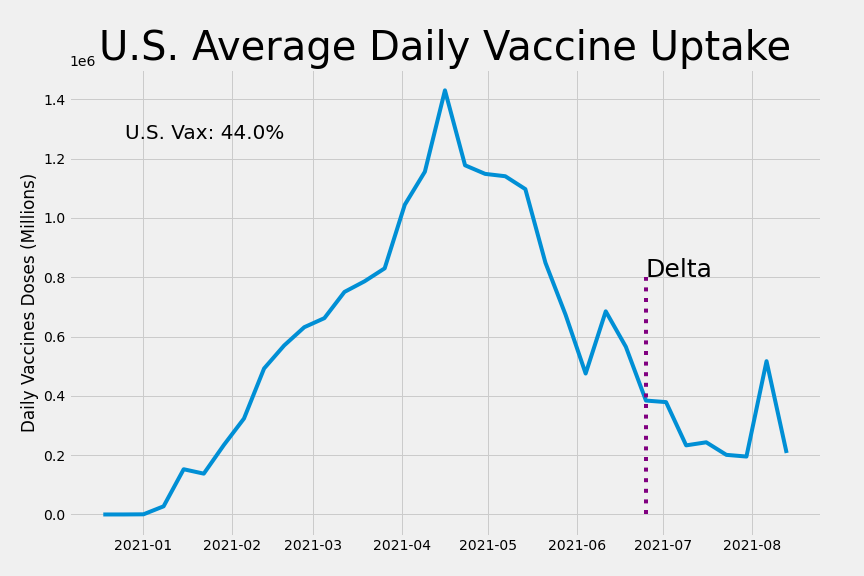 U.S. Average Daily Vaccine Uptake
1e6
1.4
U.S. Vax: 44.0%
1.2
1.0
Daily Vaccines Doses (Millions)
Delta
0.8
0.6
0.4
0.2
0.0
2021-01 2021-02 2021-03 2021-04 2021-05 2021-06 2021-07 2021-08